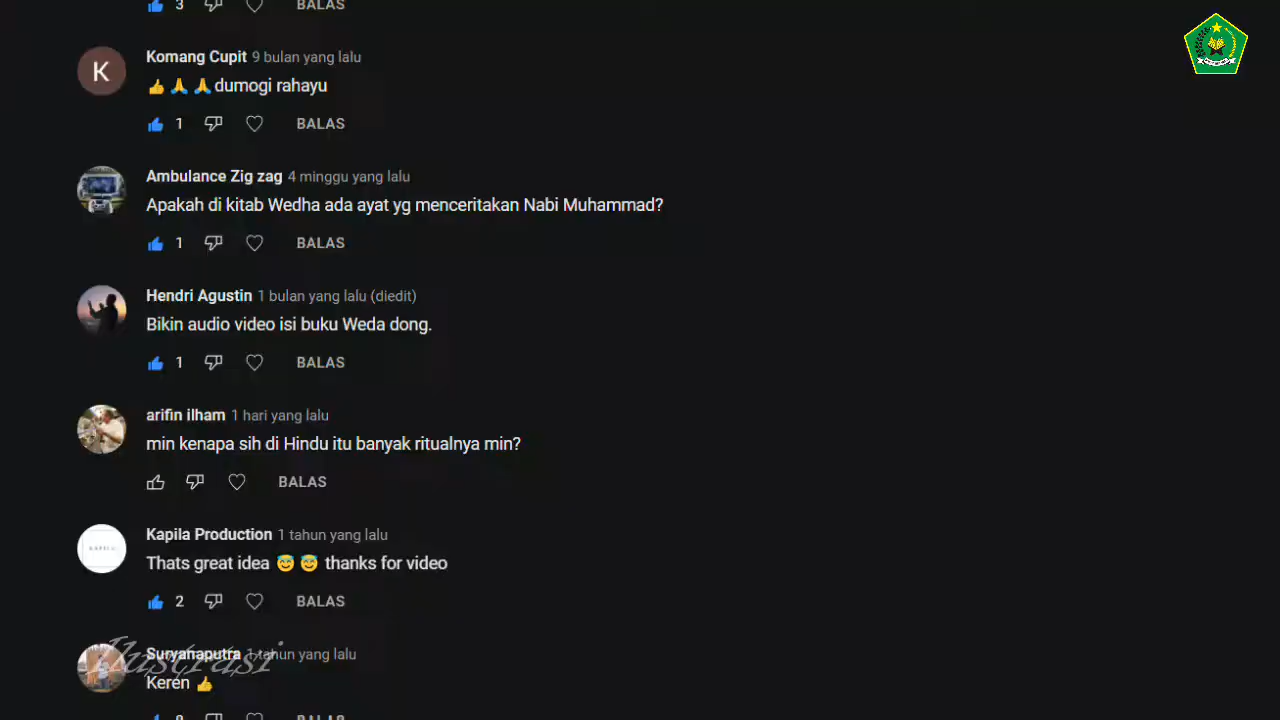 3 BALAS
Komang Cupit 9 bulan yang lalu
👍🙏🙏dumogi rahayu
1 BALAS
Ambulance Zig zag 4 minggu yang lalu
Apakah di kitab Wedha ada ayat yg menceritakan Nabi Muhammad?
1 BALAS
Hendri Agustin 1 bulan yang lalu (diedit)
Bikin audio video isi buku Weda dong.
1 BALAS
arifin ilham 1 hari yang lalu
min kenapa sih di Hindu itu banyak ritualnya min?
BALAS
KAPILA
Kapila Production 1 tahun yang lalu
Thats great idea 😇😇 thanks for video
2 BALAS
Suryanaputra 1 tahun yang lalu
Ilustrasi
Keren 👍
BALAS